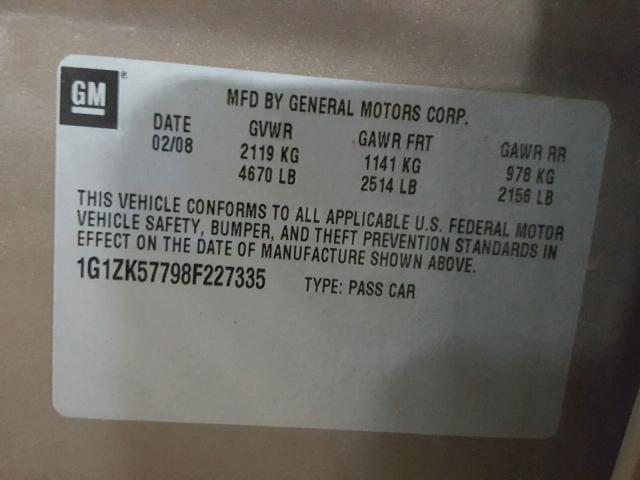 GM
MFD BY GENERAL MOTORS CORP.
DATE GVWR GAWR FRT GAWR RR
02/08 2119 KG 1141 KG 978 KG
4670 LB 2514 LB 2156 LB
THIS VEHICLE CONFORMS TO ALL APPLICABLE U.S. FEDERAL MOTOR
VEHICLE SAFETY, BUMPER, AND THEFT PREVENTION STANDARDS IN
EFFECT ON THE DATE OF MANUFACTURE SHOWN ABOVE.
1G1ZK57798F227335 TYPE: PASS CAR